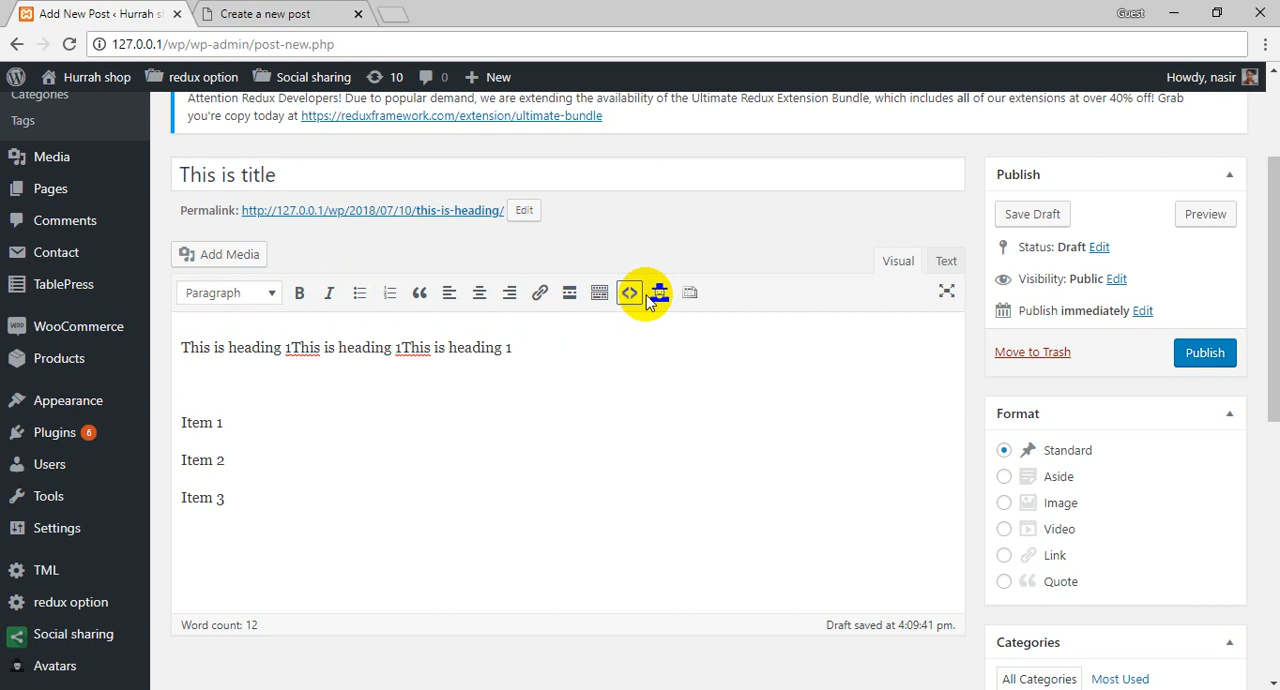 Add New Post ‹ Hurrah s
Create a new post
Guest
127.0.0.1/wp/wp-admin/post-new.php
Hurrah shop
redux option
Social sharing
10
0
New
Howdy, nasir
Categories
Tags
Media
Pages
Comments
Contact
TablePress
WooCommerce
Products
Appearance
Plugins 6
Users
Tools
Settings
TML
redux option
Social sharing
Avatars
Attention Redux Developers! Due to popular demand, we are extending the availability of the Ultimate Redux Extension Bundle, which includes all of our extensions at over 40% off! Grab
you're copy today at https://reduxframework.com/extension/ultimate-bundle
This is title
Permalink: http://127.0.0.1/wp/2018/07/10/this-is-heading/ Edit
Add Media
Visual
Text
Paragraph
B
I
This is heading 1This is heading 1This is heading 1
Item 1
Item 2
Item 3
Word count: 12
Draft saved at 4:09:41 pm.
Publish
Save Draft
Preview
Status: Draft Edit
Visibility: Public Edit
Publish immediately Edit
Move to Trash
Publish
Format
Standard
Aside
Image
Video
Link
Quote
Categories
All Categories
Most Used